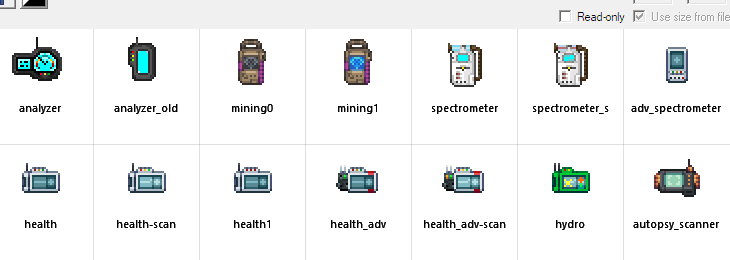 Read-only Use size from file
analyzer analyzer_old mining0 mining1 spectrometer spectrometer_s adv_spectrometer
health health-scan health1 health_adv health_adv-scan hydro autopsy_scanner